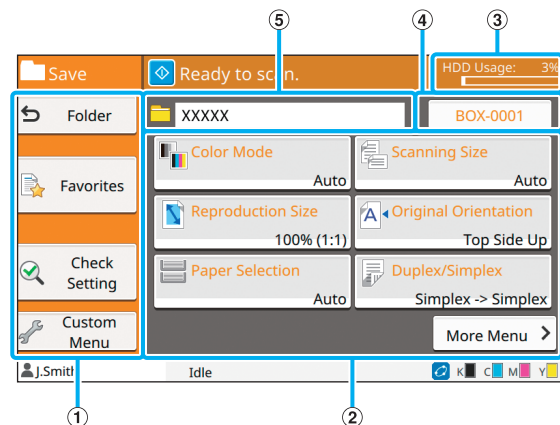 5
4
3
Save
Ready to scan.
HDD Usage: 3%
Folder
XXXXX
BOX-0001
Color Mode
Auto
Scanning Size
Auto
Favorites
Reproduction Size
100% (1:1)
Original Orientation
Top Side Up
Check
Setting
Paper Selection
Auto
Duplex/Simplex
Simplex -> Simplex
Custom
Menu
More Menu
J.Smith
Idle
K C M Y
1
2